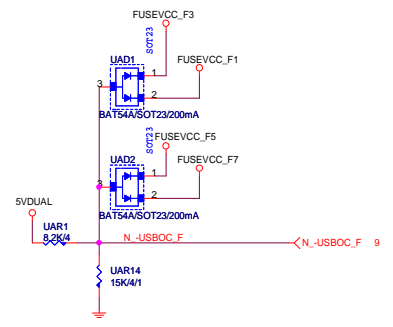 FUSEVCC_F3
SOT23
UAD1
FUSEVCC_F1
1
3
2
BAT54A/SOT23/200mA
SOT23
FUSEVCC_F5
UAD2
FUSEVCC_F7
1
3
2
5VDUAL
BAT54A/SOT23/200mA
UAR1
8.2K/4
N_-USBOC_F
N_-USBOC_F 9
UAR14
15K/4/1